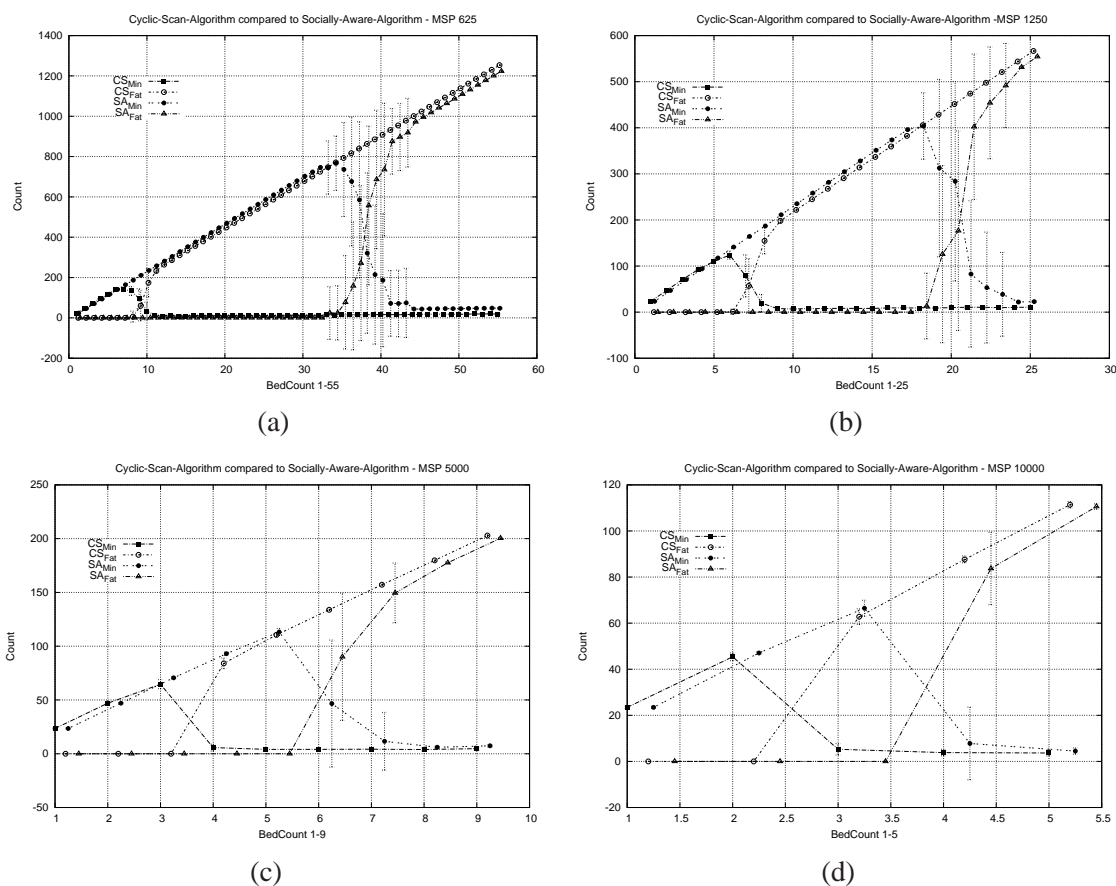 Cyclic-Scan-Algorithm compared to Socially-Aware-Algorithm - MSP 625
1400
1200
1000
800
600
400
200
0
-200
Count
CS_Min
CS_Fat
SA_Min
SA_Fat
0 10 20 30 40 50 60
BedCount 1-55
(a)
Cyclic-Scan-Algorithm compared to Socially-Aware-Algorithm -MSP 1250
600
500
400
300
200
100
0
-100
Count
CS_Min
CS_Fat
SA_Min
SA_Fat
0 5 10 15 20 25 30
BedCount 1-25
(b)
Cyclic-Scan-Algorithm compared to Socially-Aware-Algorithm - MSP 5000
250
200
150
100
50
0
-50
Count
CS_Min
CS_Fat
SA_Min
SA_Fat
1 2 3 4 5 6 7 8 9 10
BedCount 1-9
(c)
Cyclic-Scan-Algorithm compared to Socially-Aware-Algorithm - MSP 10000
120
100
80
60
40
20
0
-20
Count
CS_Min
CS_Fat
SA_Min
SA_Fat
1 1.5 2 2.5 3 3.5 4 4.5 5 5.5
BedCount 1-5
(d)